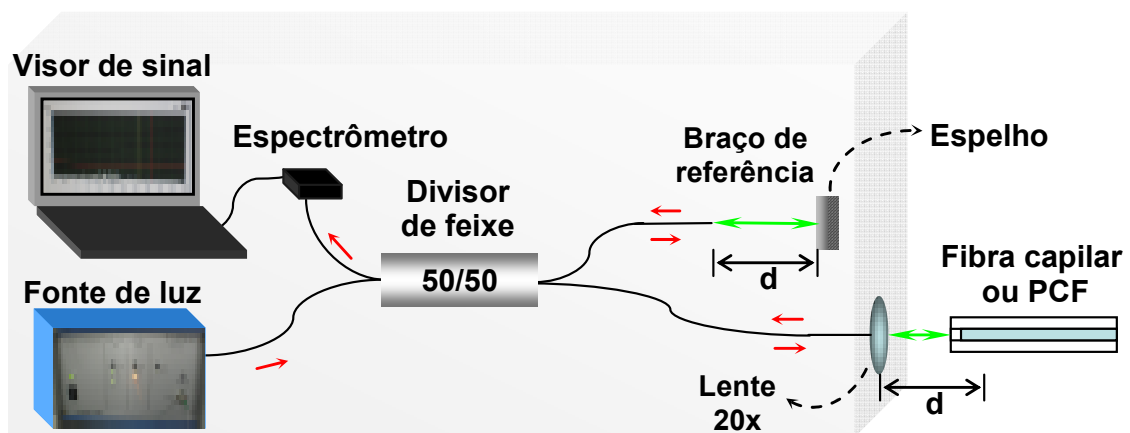 Visor de sinal
Espectrômetro
Divisor
de feixe
50/50
Fonte de luz
Braço de
referência
Espelho
d
Fibra capilar
ou PCF
Lente
20x
d